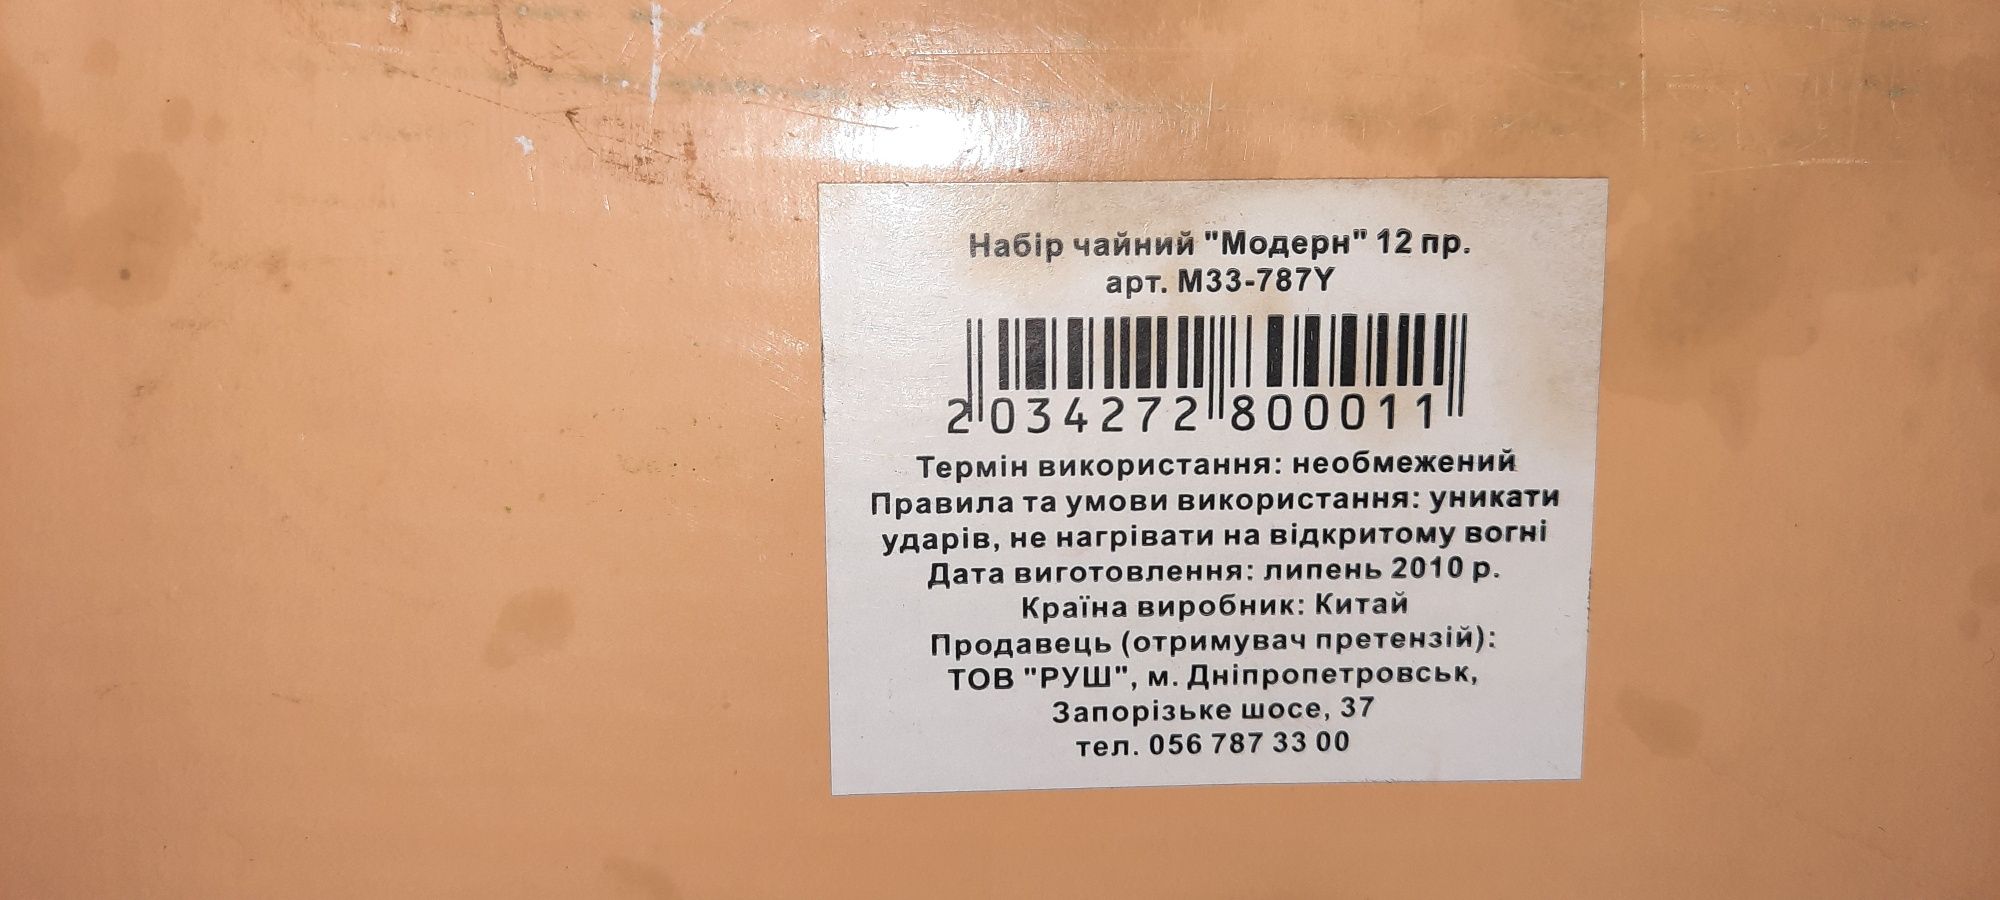 Набір чайний "Модерн" 12 пр.
арт. М33-787Y
2 034272 800011
Термін використання: необмежений
Правила та умови використання: уникати
ударів, не нагрівати на відкритому вогні
Дата виготовлення: липень 2010 р.
Країна виробник: Китай
Продавець (отримувач претензій):
ТОВ "РУШ", м. Дніпропетровськ,
Запорізьке шосе, 37
тел. 056 787 33 00